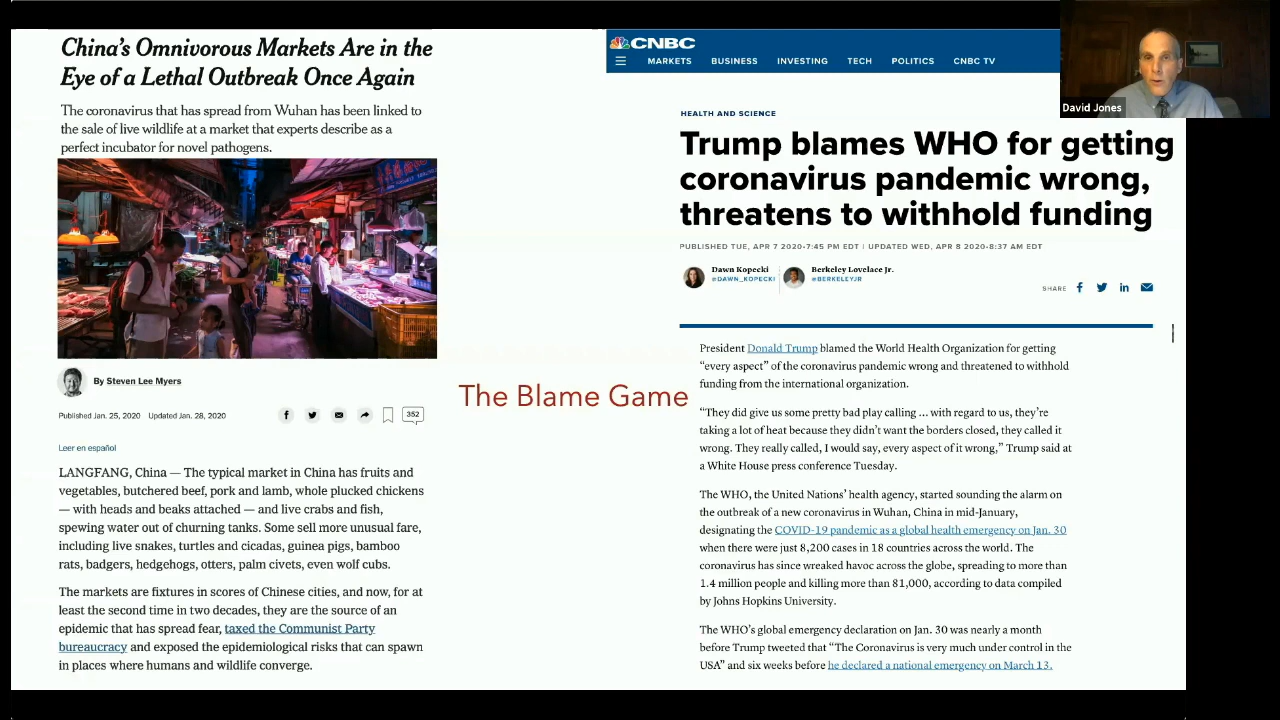 China's Omnivorous Markets Are in the
Eye of a Lethal Outbreak Once Again
The coronavirus that has spread from Wuhan has been linked to
the sale of live wildlife at a market that experts describe as a
perfect incubator for novel pathogens.
By Steven Lee Myers
Published Jan. 25, 2020 Updated Jan. 28, 2020
352
Leer en español
LANGFANG, China — The typical market in China has fruits and
vegetables, butchered beef, pork and lamb, whole plucked chickens
— with heads and beaks attached — and live crabs and fish,
spewing water out of churning tanks. Some sell more unusual fare,
including live snakes, turtles and cicadas, guinea pigs, bamboo
rats, badgers, hedgehogs, otters, palm civets, even wolf cubs.
The markets are fixtures in scores of Chinese cities, and now, for at
least the second time in two decades, they are the source of an
epidemic that has spread fear, taxed the Communist Party
bureaucracy and exposed the epidemiological risks that can spawn
in places where humans and wildlife converge.
The Blame Game
CNBC
MARKETS BUSINESS INVESTING TECH POLITICS CNBC TV
HEALTH AND SCIENCE
Trump blames WHO for getting
coronavirus pandemic wrong,
threatens to withhold funding
PUBLISHED TUE, APR 7 2020-7:45 PM EDT | UPDATED WED, APR 8 2020-8:37 AM EDT
Dawn Kopecki
@DAWN_KOPECKI
Berkeley Lovelace Jr.
@BERKELEYJR
SHARE
President Donald Trump blamed the World Health Organization for getting
“every aspect” of the coronavirus pandemic wrong and threatened to withhold
funding from the international organization.
“They did give us some pretty bad play calling ... with regard to us, they’re
taking a lot of heat because they didn’t want the borders closed, they called it
wrong. They really called, I would say, every aspect of it wrong,” Trump said at
a White House press conference Tuesday.
The WHO, the United Nations’ health agency, started sounding the alarm on
the outbreak of a new coronavirus in Wuhan, China in mid-January,
designating the COVID-19 pandemic as a global health emergency on Jan. 30
when there were just 8,200 cases in 18 countries across the world. The
coronavirus has since wreaked havoc across the globe, spreading to more than
1.4 million people and killing more than 81,000, according to data compiled
by Johns Hopkins University.
The WHO’s global emergency declaration on Jan. 30 was nearly a month
before Trump tweeted that “The Coronavirus is very much under control in the
USA” and six weeks before he declared a national emergency on March 13.
David Jones